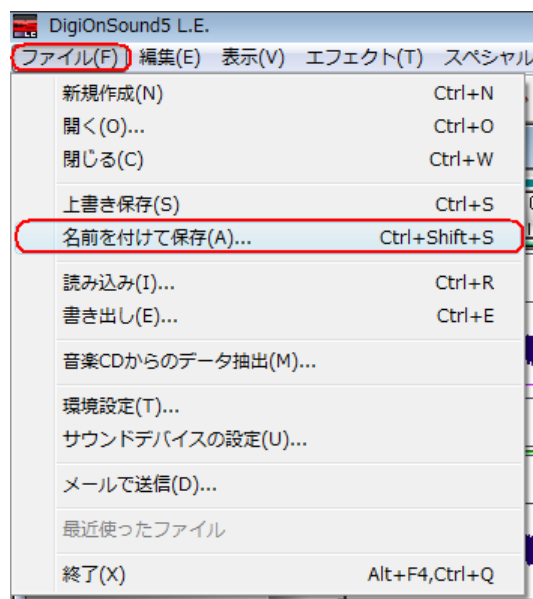 DigiOnSound5 L.E.
ファイル(F) 編集(E) 表示(V) エフェクト(T) スペシャル
新規作成(N) Ctrl+N
開く(O)... Ctrl+O
閉じる(C) Ctrl+W
上書き保存(S) Ctrl+S
名前を付けて保存(A)... Ctrl+Shift+S
読み込み(I)... Ctrl+R
書き出し(E)... Ctrl+E
音楽CDからのデータ抽出(M)...
環境設定(T)...
サウンドデバイスの設定(U)...
メールで送信(D)...
最近使ったファイル
終了(X) Alt+F4,Ctrl+Q